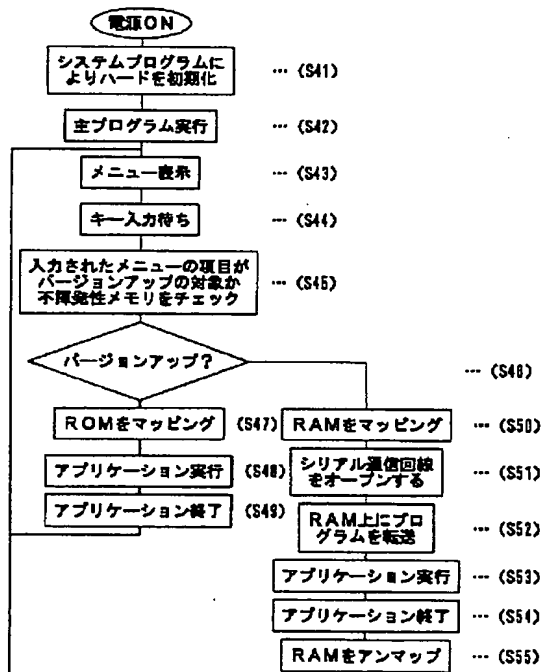 電源ON
システムプログラムに
よりハードを初期化
… (S41)
主プログラム実行
… (S42)
メニュー表示
… (S43)
キー入力待ち
… (S44)
入力されたメニューの項目が
バージョンアップの対象か
不揮発性メモリをチェック
… (S45)
バージョンアップ?
… (S46)
ROMをマッピング
(S47)
アプリケーション実行
(S48)
アプリケーション終了
(S49)
RAMをマッピング
… (S50)
シリアル通信回線
をオープンする
… (S51)
RAM上にプロ
グラムを転送
… (S52)
アプリケーション実行
… (S53)
アプリケーション終了
… (S54)
RAMをアンマップ
… (S55)